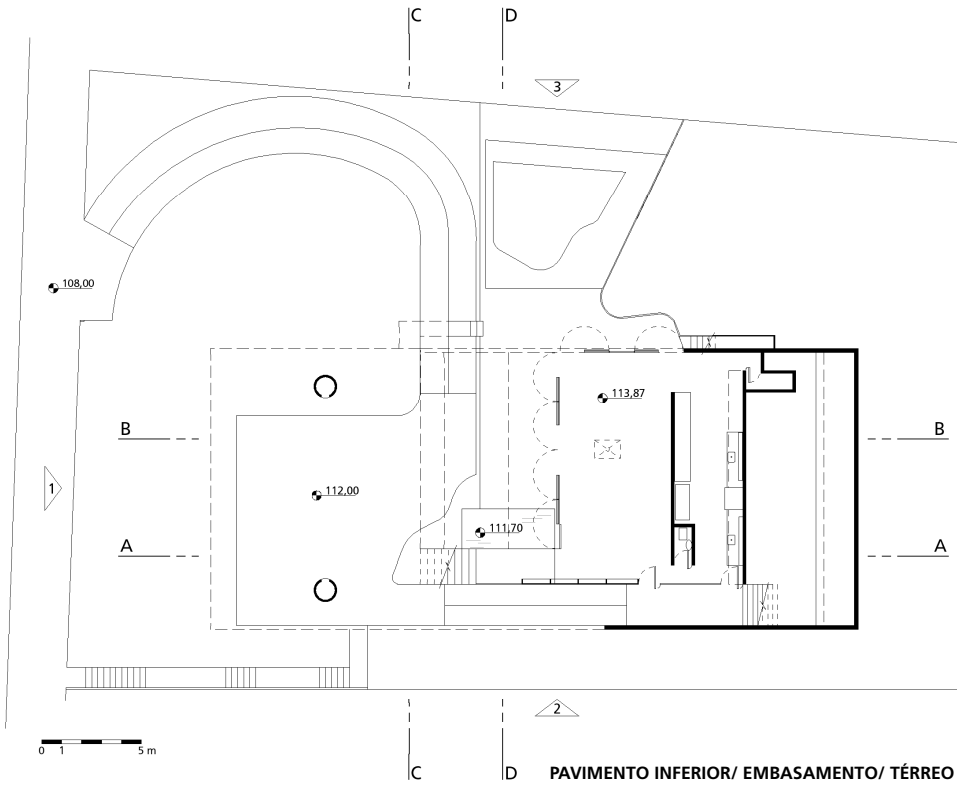 C D
3
108,00
113,87
B B
1
112,00
111,70
A A
2
0 1 5 m
C D
PAVIMENTO INFERIOR/ EMBASAMENTO/ TÉRREO